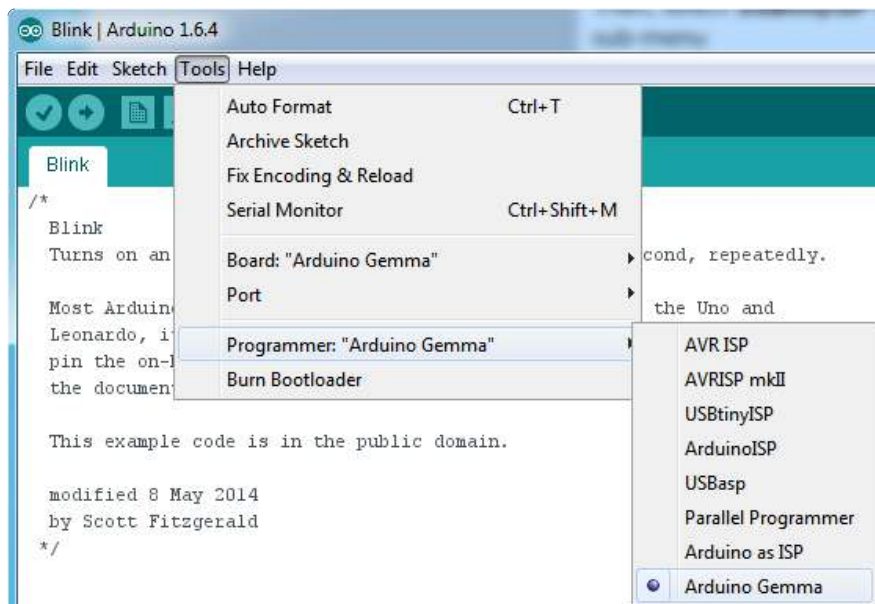 Blink | Arduino 1.6.4
sub-menu
File Edit Sketch Tools Help
Auto Format Ctrl+T
Archive Sketch
Fix Encoding & Reload
Serial Monitor Ctrl+Shift+M
Board: "Arduino Gemma"
Port
Programmer: "Arduino Gemma"
Burn Bootloader
AVR ISP
AVRISP mkII
USBtinyISP
ArduinoISP
USBasp
Parallel Programmer
Arduino as ISP
Arduino Gemma
Blink
/*
Blink
Turns on an cond, repeatedly.
Most Arduin the Uno and
Leonardo, i
pin the on-
the documen
This example code is in the public domain.
modified 8 May 2014
by Scott Fitzgerald
*/